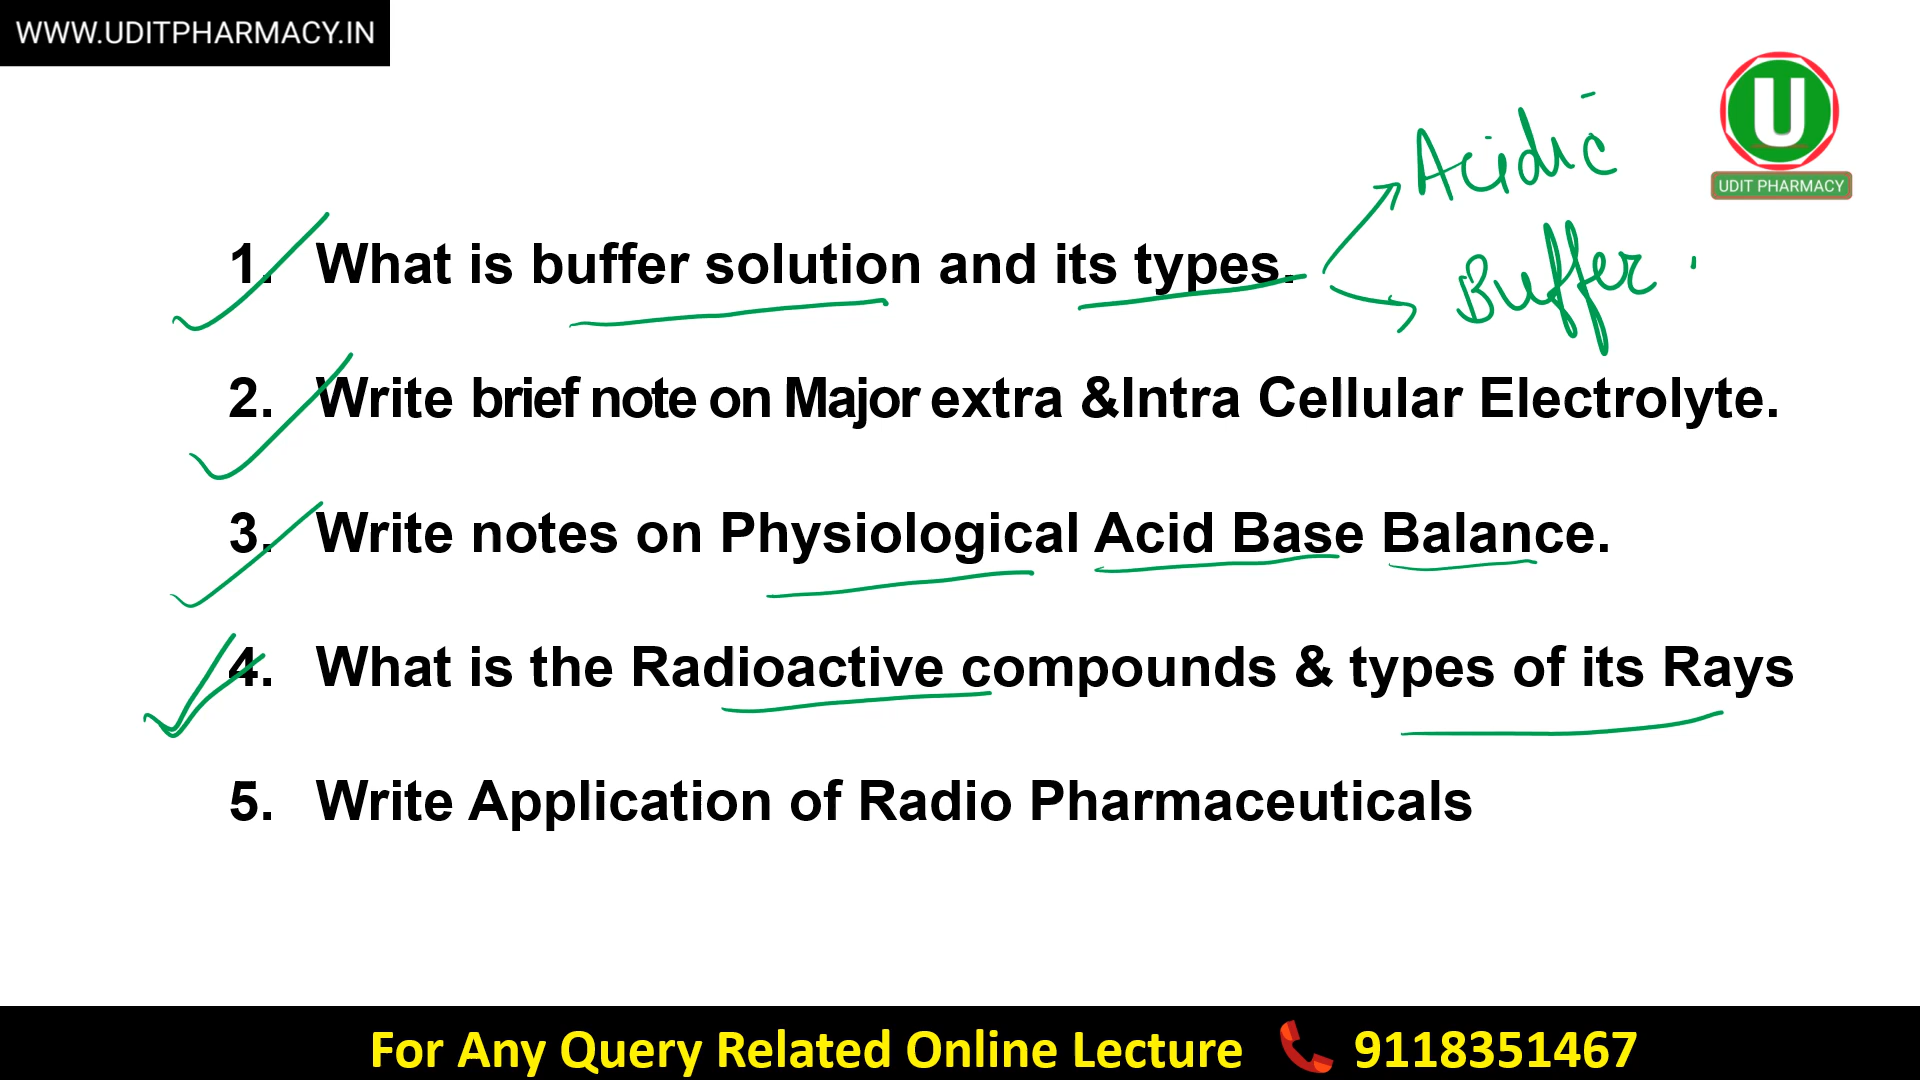 WWW.UDITPHARMACY.IN
U
UDIT PHARMACY
Acidic
1. What is buffer solution and its types.
Buffer
2. Write brief note on Major extra &Intra Cellular Electrolyte.
3. Write notes on Physiological Acid Base Balance.
4. What is the Radioactive compounds & types of its Rays
5. Write Application of Radio Pharmaceuticals
For Any Query Related Online Lecture 9118351467